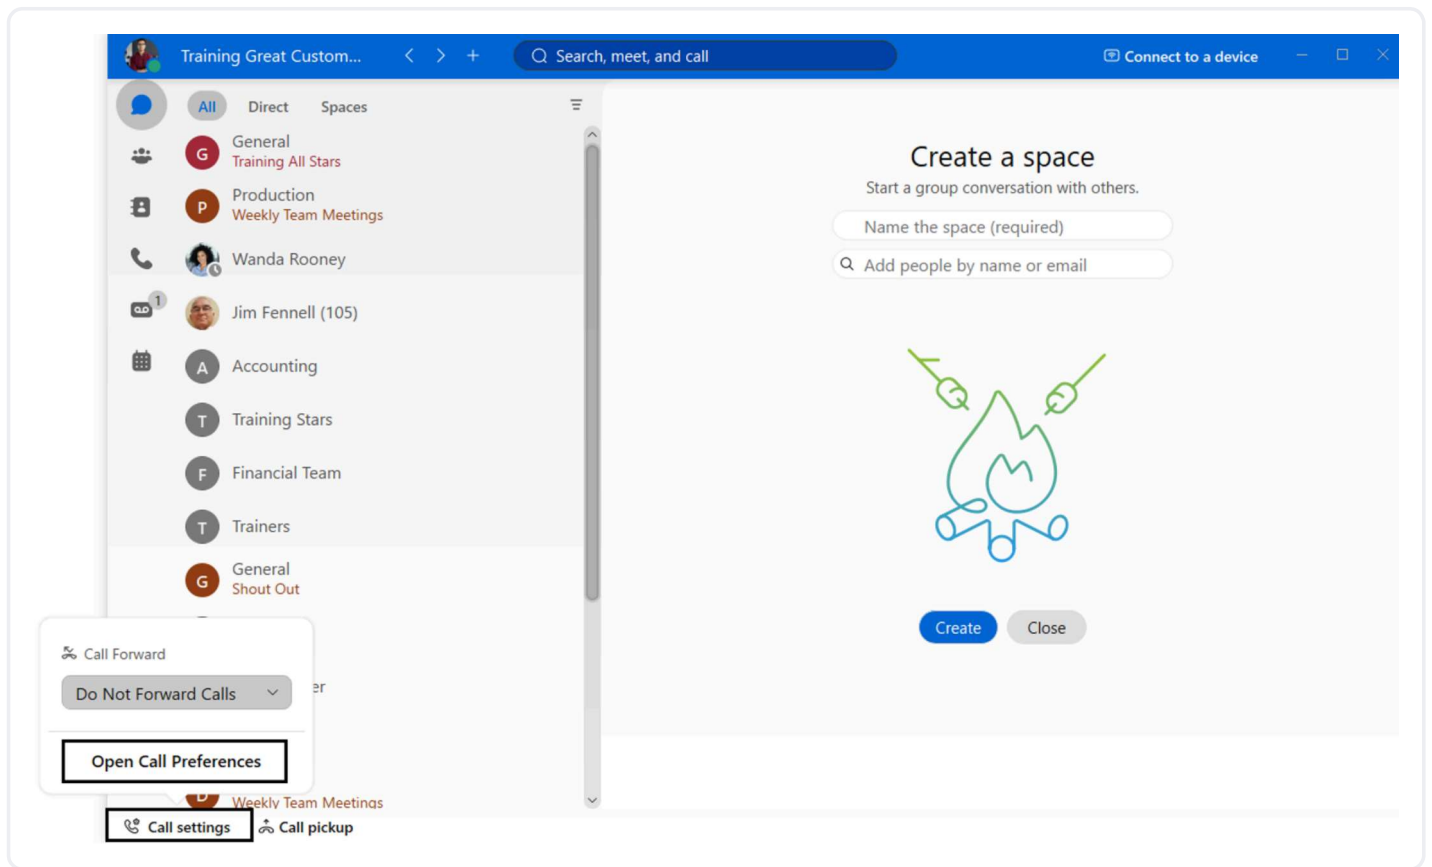 Training Great Custom...
Search, meet, and call
Connect to a device
All Direct Spaces
G General
Training All Stars
P Production
Weekly Team Meetings
Wanda Rooney
1
Jim Fennell (105)
A Accounting
T Training Stars
F Financial Team
T Trainers
G General
Shout Out
er
Weekly Team Meetings
Create a space
Start a group conversation with others.
Name the space (required)
Add people by name or email
Create Close
Call Forward
Do Not Forward Calls
Open Call Preferences
Call settings Call pickup